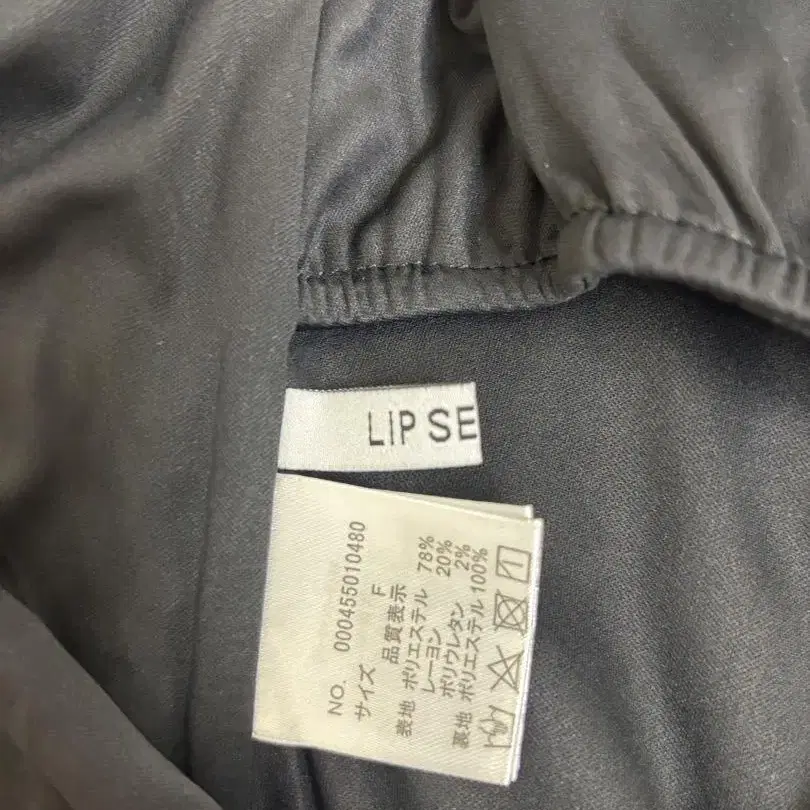 LIP SE
NO. 000455010480
サイズ F
品質表示
表地 ポリエステル 78%
レーヨン 20%
ポリウレタン 2%
裏地 ポリエステル 100%